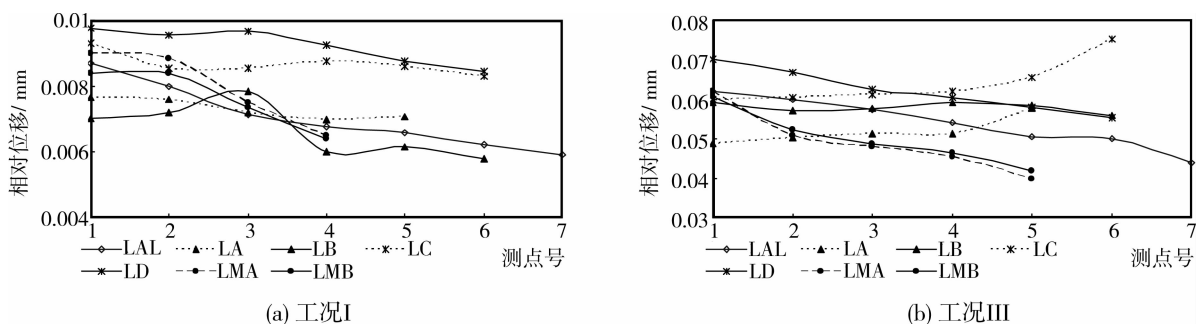 0.01
0.008
0.006
0.004
相对位移/ mm
1 2 3 4 5 6 7
LAL LA LB LC
LD LMA LMB
测点号
(a) 工况I
0.08
0.07
0.06
0.05
0.04
0.03
相对位移/ mm
1 2 3 4 5 6 7
LAL LA LB LC
LD LMA LMB
测点号
(b) 工况III